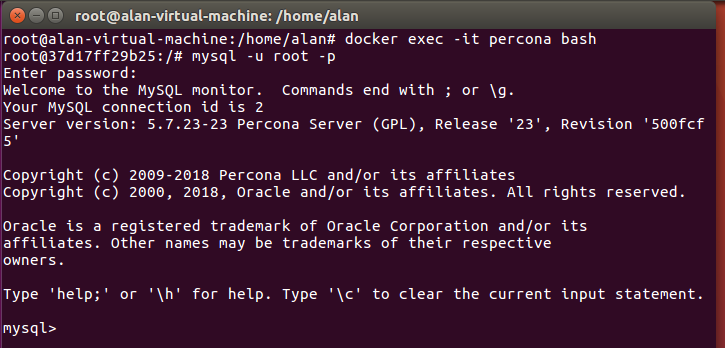 root@alan-virtual-machine: /home/alan
root@alan-virtual-machine:/home/alan# docker exec -it percona bash
root@37d17ff29b25:/# mysql -u root -p
Enter password:
Welcome to the MySQL monitor.  Commands end with ; or \g.
Your MySQL connection id is 2
Server version: 5.7.23-23 Percona Server (GPL), Release '23', Revision '500fcf
5'
Copyright (c) 2009-2018 Percona LLC and/or its affiliates
Copyright (c) 2000, 2018, Oracle and/or its affiliates. All rights reserved.
Oracle is a registered trademark of Oracle Corporation and/or its
affiliates. Other names may be trademarks of their respective
owners.
Type 'help;' or '\h' for help. Type '\c' to clear the current input statement.
mysql>